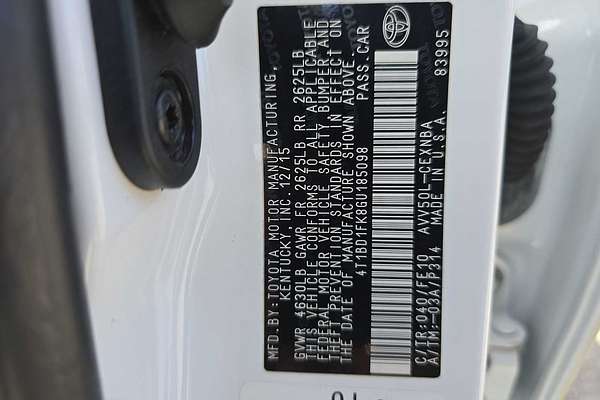 MFD.BY:TOYOTA MOTOR MANUFACTURING,
KENTUCKY, INC. 12/15
GVWR 4630LB GAWR FR 2625LB RR 2625LB
THIS VEHICLE CONFORMS TO ALL APPLICABLE
FEDERAL MOTOR VEHICLE SAFETY, BUMPER, AND
THEFT PREVENTION STANDARDS IN EFFECT ON
THE DATE OF MANUFACTURE SHOWN ABOVE.
4T1BD1FK8GU185098 PASS.CAR
C/TR:040/FE10 AVV50L-CEXNBA 83995
A/TM:-03A/P314 MADE IN U.S.A.
TOYOTA